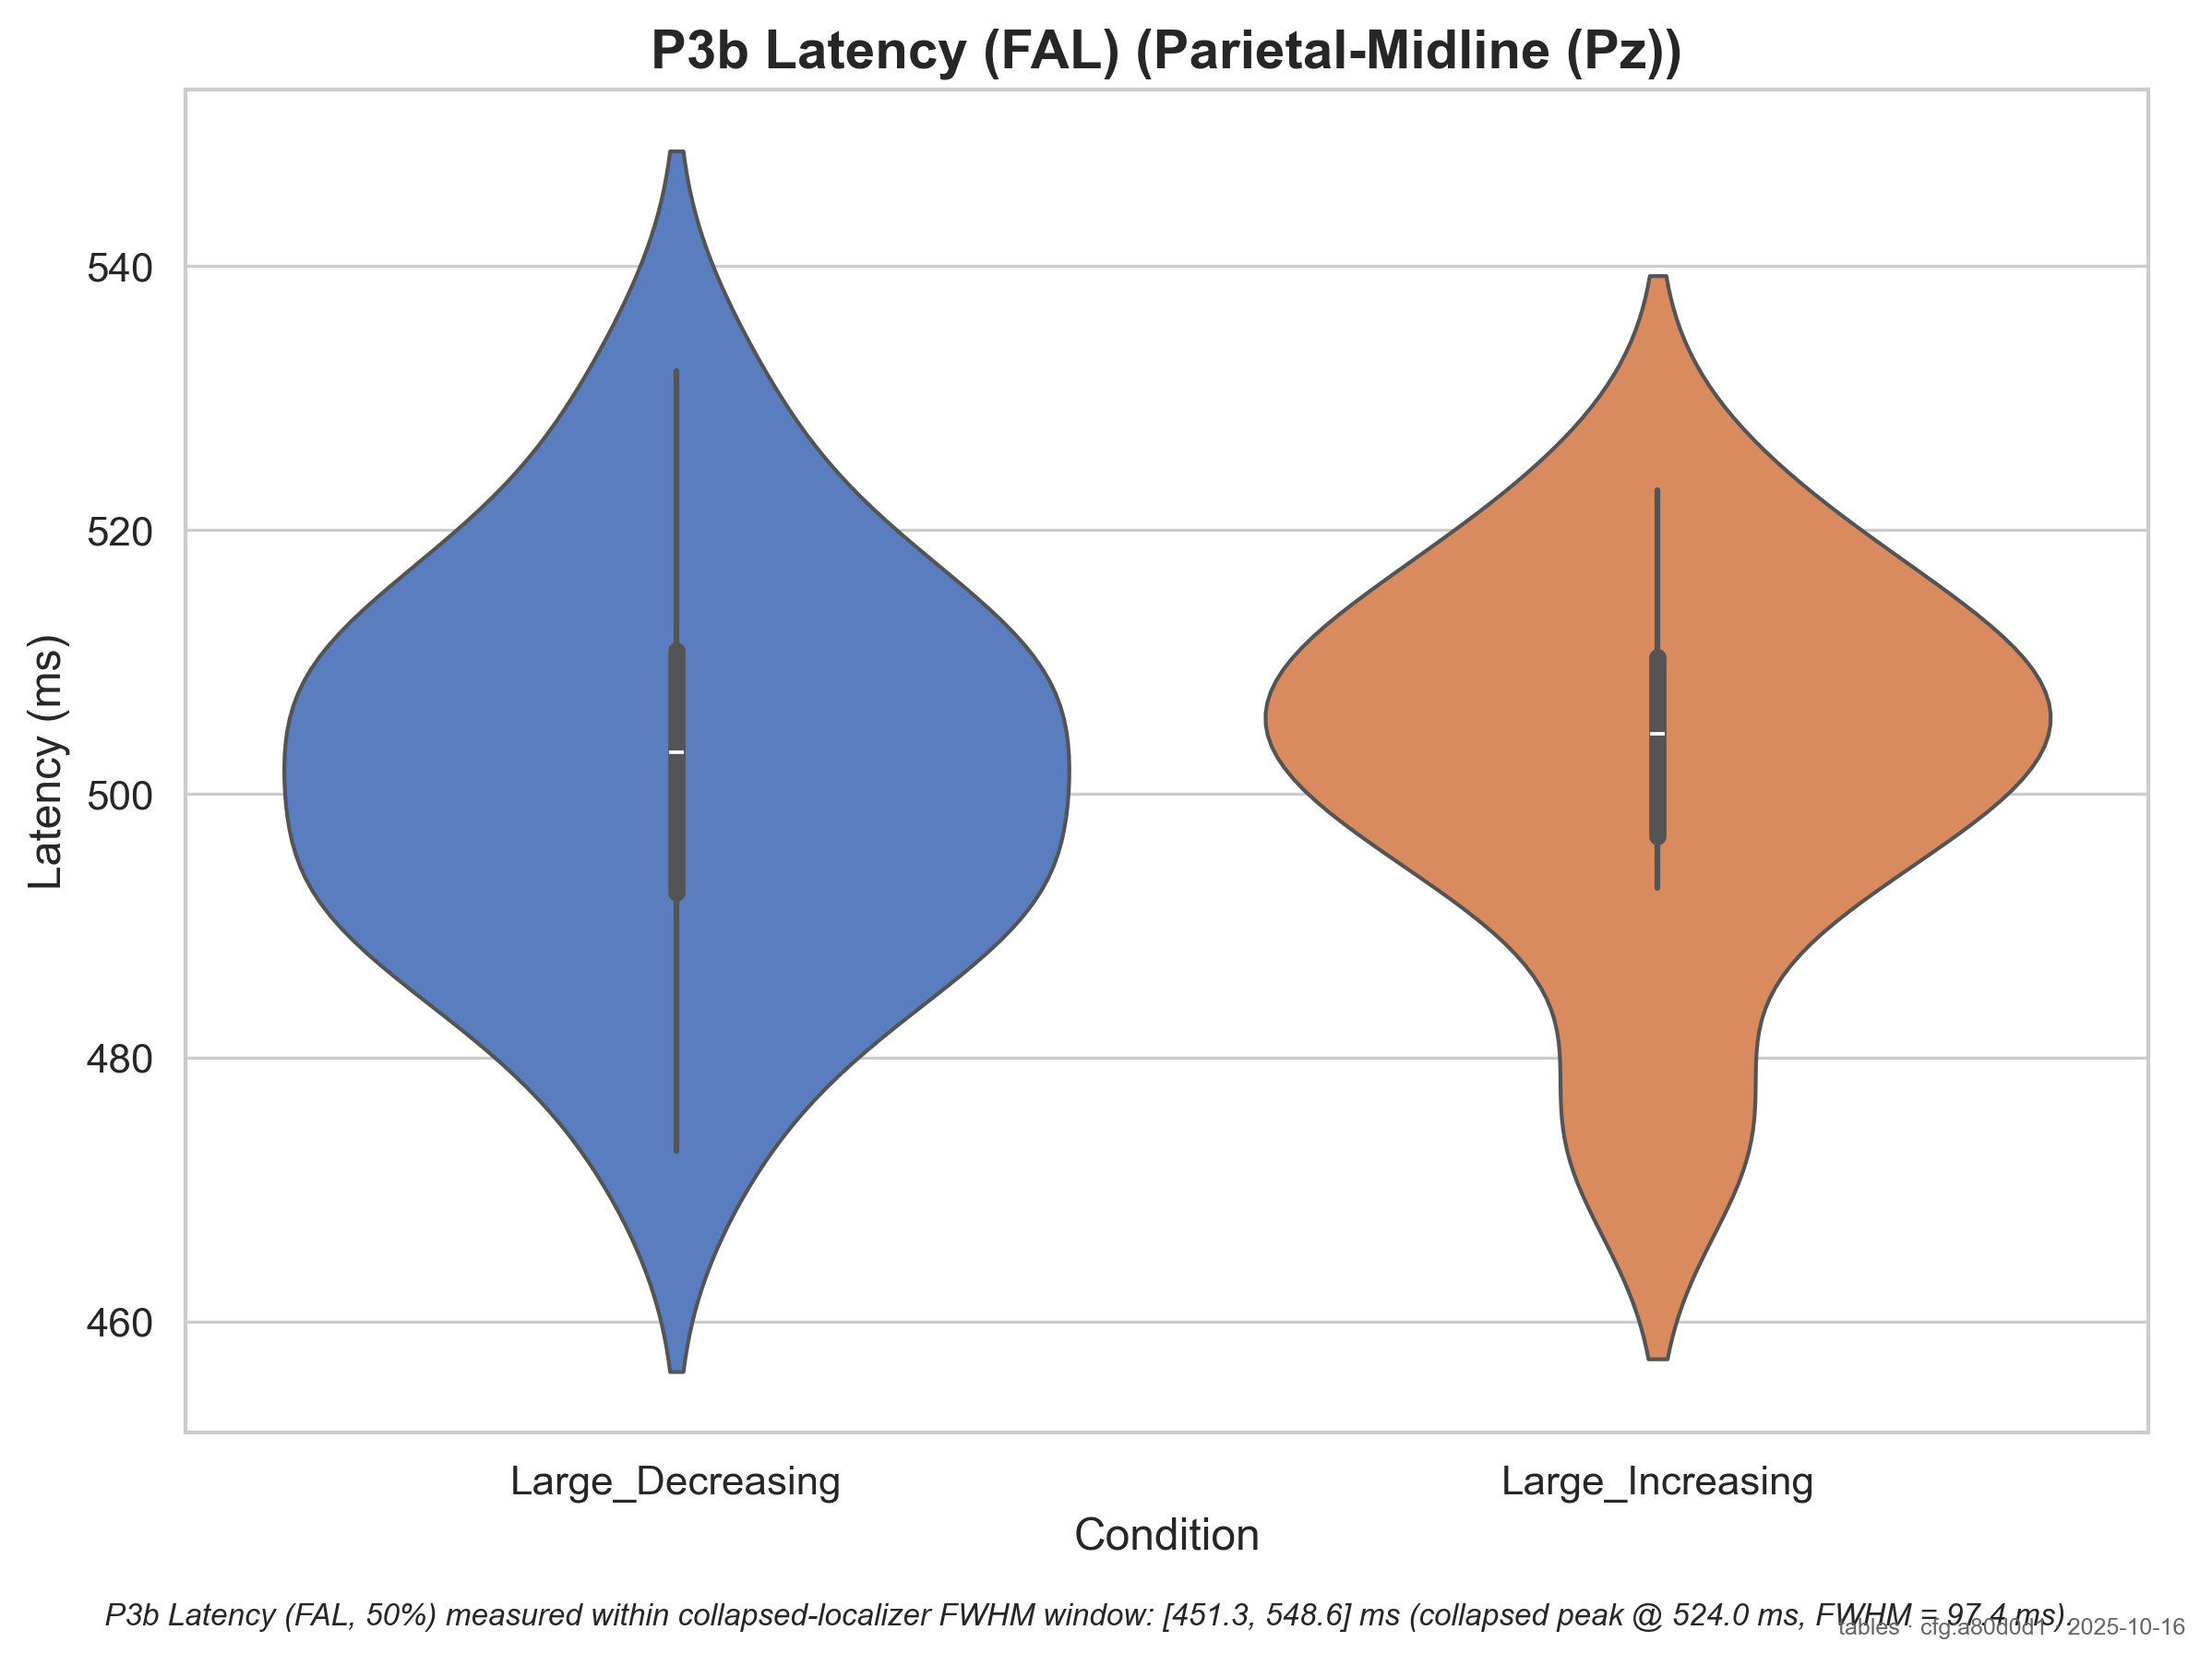 P3b Latency (FAL) (Parietal-Midline (Pz))
Latency (ms)
540
520
500
480
460
Large_Decreasing
Large_Increasing
Condition
P3b Latency (FAL, 50%) measured within collapsed-localizer FWHM window: [451.3, 548.6] ms (collapsed peak @ 524.0 ms, FWHM = 97.4 ms).
tables · cfg:a80d0d1 · 2025-10-16